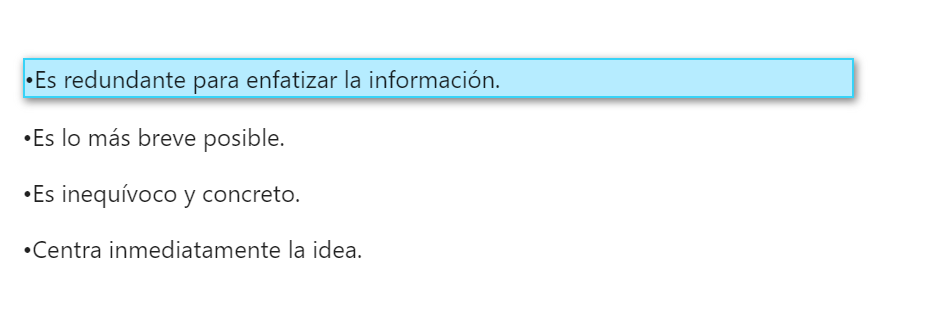 •Es redundante para enfatizar la información.
•Es lo más breve posible.
•Es inequívoco y concreto.
•Centra inmediatamente la idea.